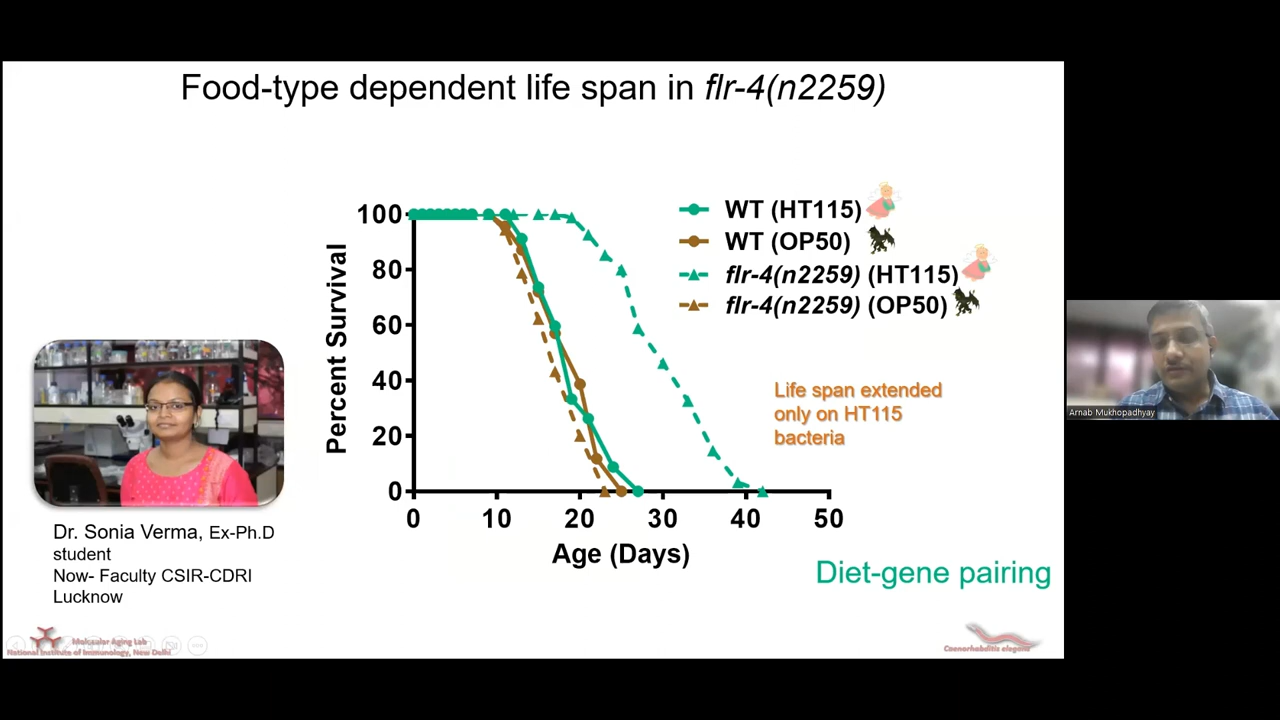 Food-type dependent life span in flr-4(n2259)
Percent Survival
100
80
60
40
20
0
0 10 20 30 40 50
Age (Days)
WT (HT115)
WT (OP50)
flr-4(n2259) (HT115)
flr-4(n2259) (OP50)
Life span extended
only on HT115
bacteria
Diet-gene pairing
Dr. Sonia Verma, Ex-Ph.D
student
Now- Faculty CSIR-CDRI
Lucknow
Molecular Aging Lab
National Institute of Immunology, New Delhi
Caenorhabditis elegans
Arnab Mukhopadhyay